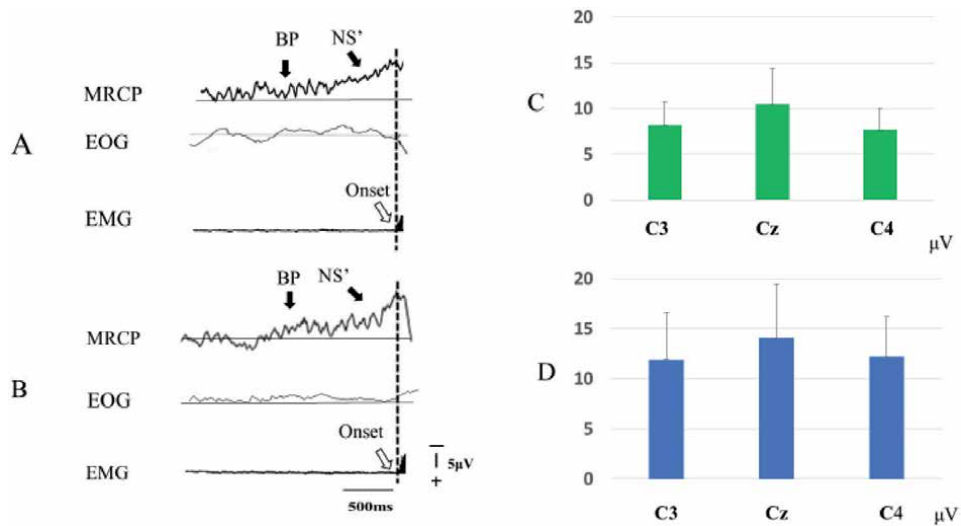 A
BP
NS’
MRCP
EOG
Onset
EMG
B
BP
NS’
MRCP
EOG
Onset
EMG
− 
5μV
+
500ms
C
20
15
10
5
0
C3 Cz C4
μV
D
20
15
10
5
0
C3 Cz C4 μV